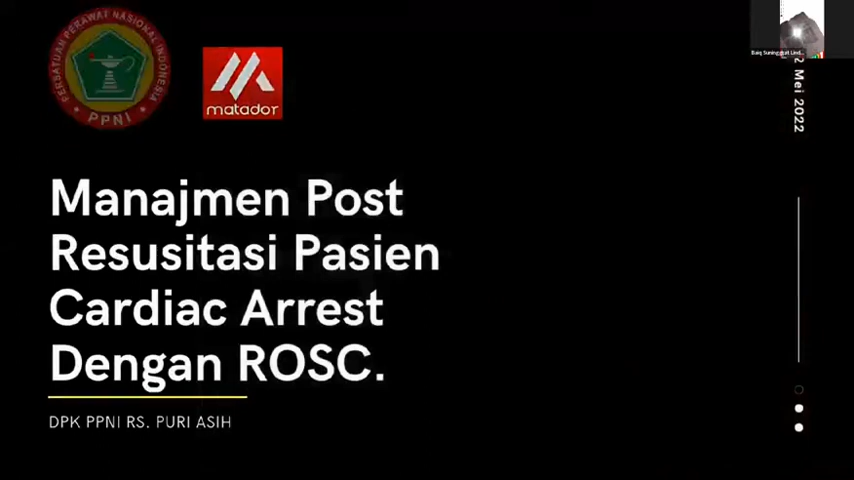 PERSATUAN PERAWAT NASIONAL INDONESIA
PPNI
matador
Manajmen Post
Resusitasi Pasien
Cardiac Arrest
Dengan ROSC.
DPK PPNI RS. PURI ASIH
2 Mei 2022